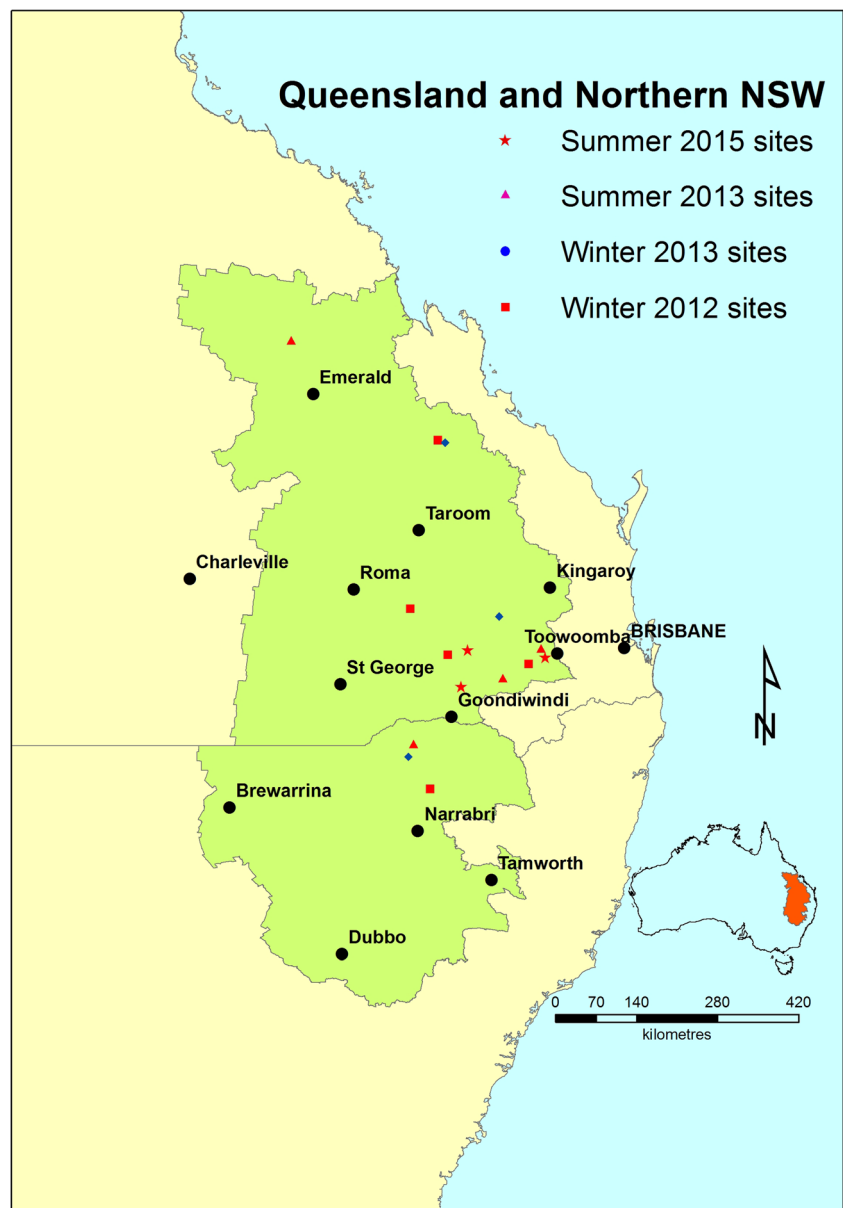 Queensland and Northern NSW
Summer 2015 sites
Summer 2013 sites
Winter 2013 sites
Winter 2012 sites
Emerald
Taroom
Charleville
Roma
Kingaroy
Toowoomba
BRISBANE
St George
Goondiwindi
N
Brewarrina
Narrabri
Tamworth
Dubbo
0 70 140 280 420
kilometres